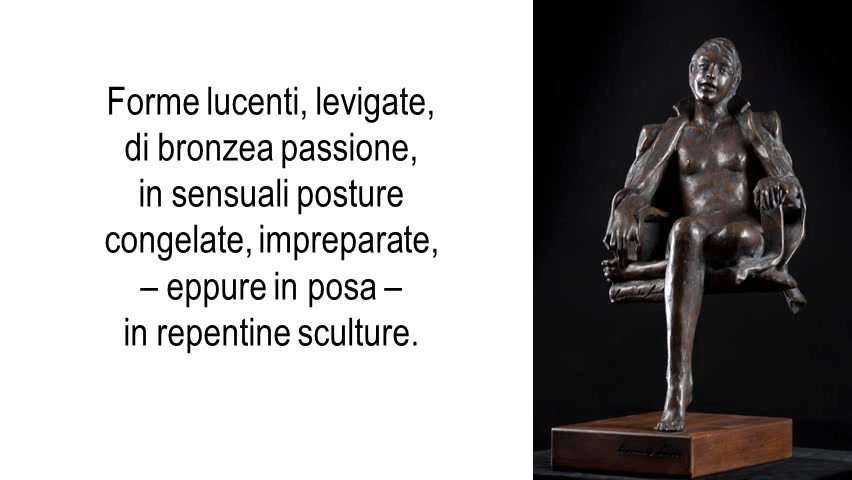 Forme lucenti, levigate,
di bronzea passione,
in sensuali posture
congelate, impreparate,
– eppure in posa –
in repentine sculture.